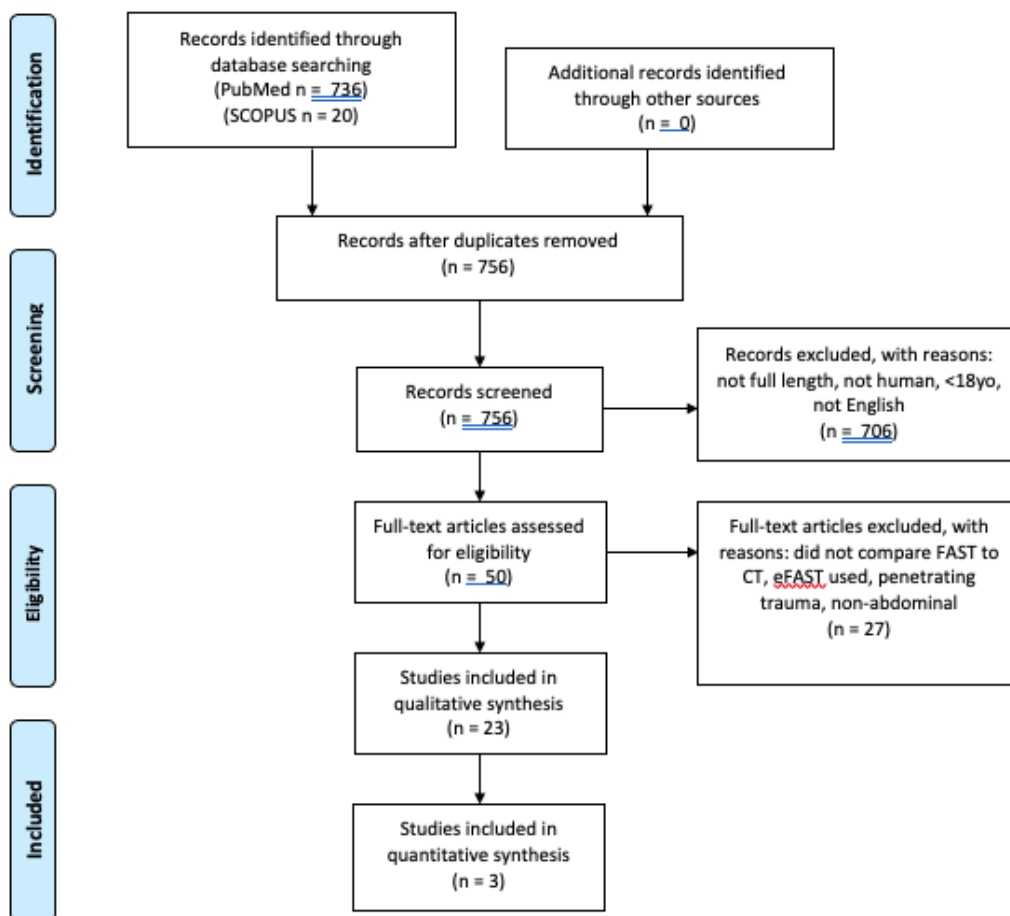 Identification
Records identified through
database searching
(PubMed n = 736)
(SCOPUS n = 20)
Additional records identified
through other sources
(n = 0)
Records after duplicates removed
(n = 756)
Screening
Records screened
(n = 756)
Records excluded, with reasons:
not full length, not human, <18yo,
not English
(n = 706)
Eligibility
Full-text articles assessed
for eligibility
(n = 50)
Full-text articles excluded, with
reasons: did not compare FAST to
CT, eFAST used, penetrating
trauma, non-abdominal
(n = 27)
Studies included in
qualitative synthesis
(n = 23)
Included
Studies included in
quantitative synthesis
(n = 3)